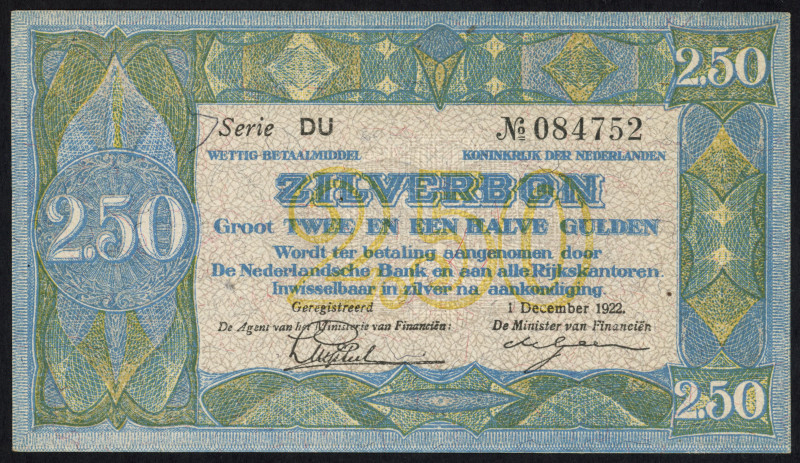 2.50
Serie DU № 084752
WETTIG BETAALMIDDEL KONINKRIJK DER NEDERLANDEN
ZILVERBON
2.50
Groot TWEE EN EEN HALVE GULDEN
Wordt ter betaling aangenomen door
De Nederlandsche Bank en aan alle Rijkskantoren.
Inwisselbaar in zilver na aankondiging.
Geregistreerd 1 December 1922.
De Agent van het Ministerie van Financiën: De Minister van Financiën
2.50
2.50